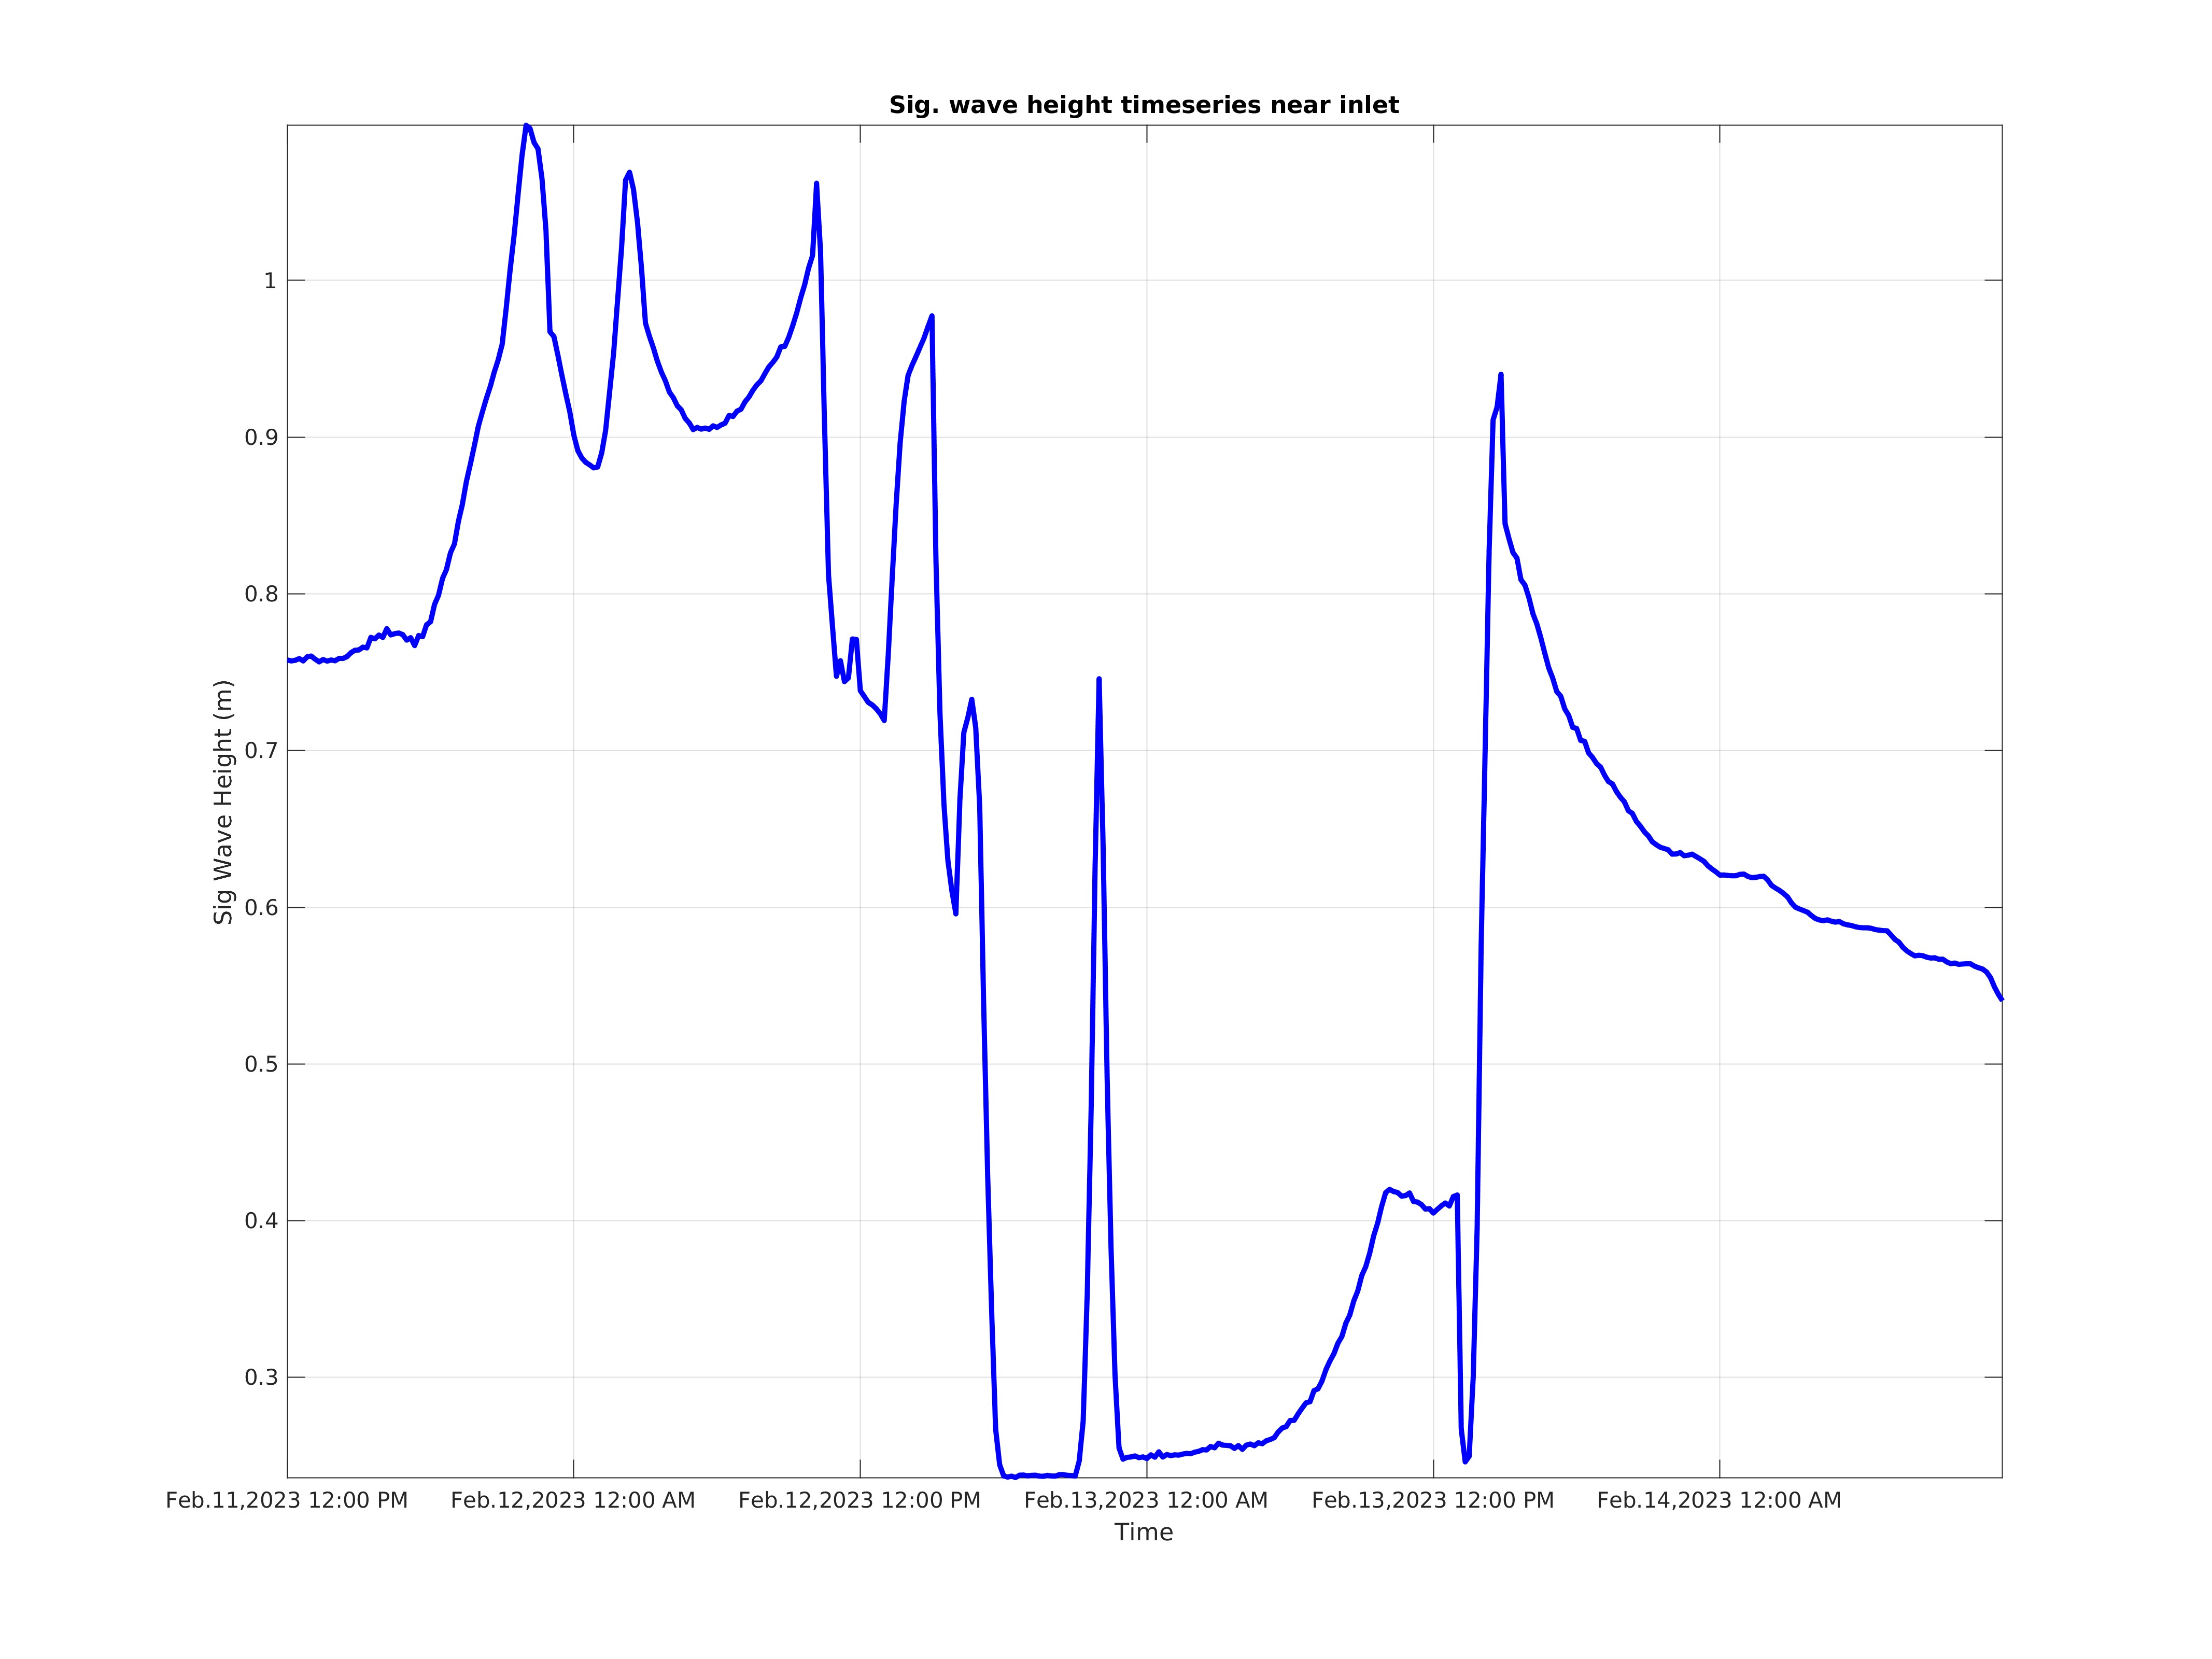 Sig. wave height timeseries near inlet
1
0.9
0.8
0.7
0.6
0.5
0.4
0.3
Sig Wave Height (m)
Feb.11,2023 12:00 PM Feb.12,2023 12:00 AM Feb.12,2023 12:00 PM Feb.13,2023 12:00 AM Feb.13,2023 12:00 PM Feb.14,2023 12:00 AM
Time